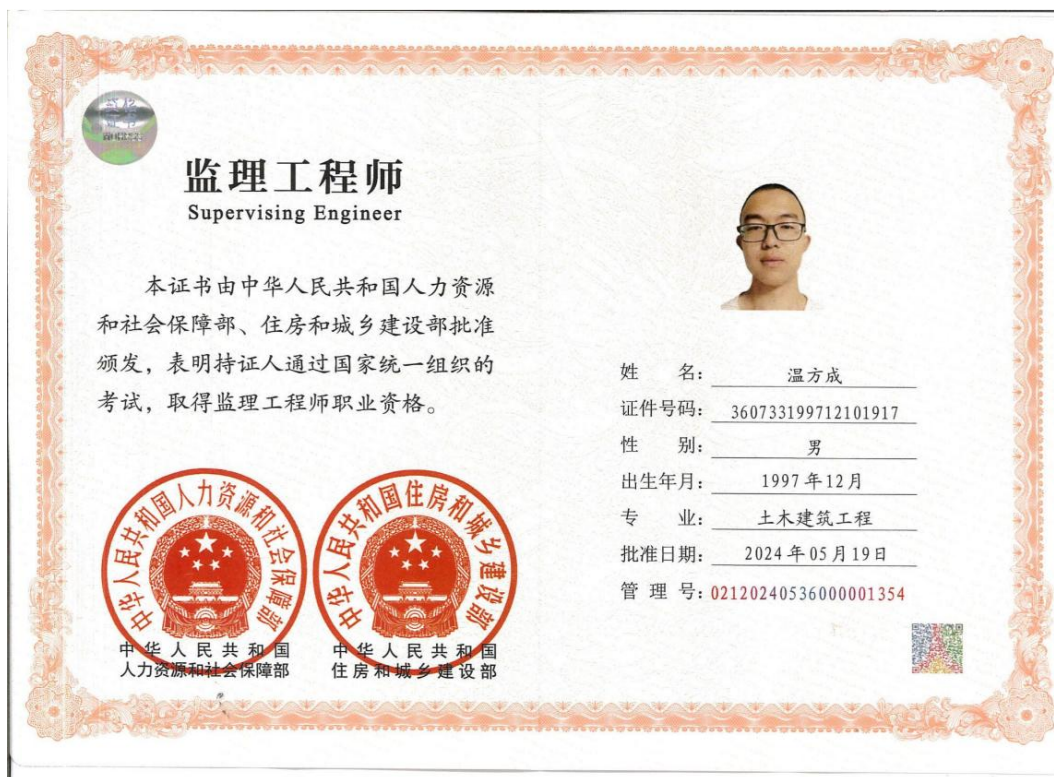 监理工程师
Supervising Engineer
本证书由中华人民共和国人力资源
和社会保障部、住房和城乡建设部批准
颁发，表明持证人通过国家统一组织的
考试，取得监理工程师职业资格。
中华人民共和国人力资源和社会保障部
中华人民共和国住房和城乡建设部
中华人民共和国
人力资源和社会保障部
中华人民共和国
住房和城乡建设部
姓 名：温方成
证件号码：360733199712101917
性 别：男
出生年月：1997年12月
专 业：土木建筑工程
批准日期：2024年05月19日
管 理 号：02120240536000001354